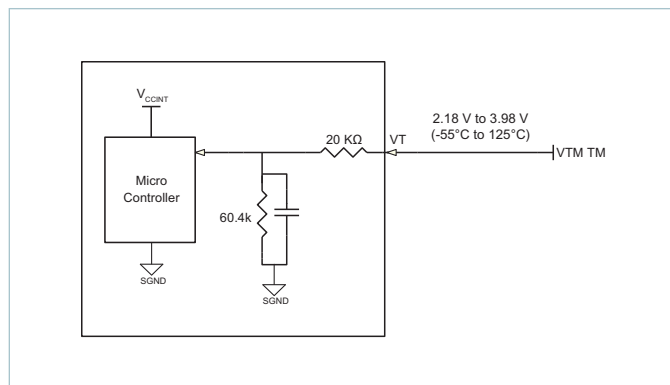 V_CCINT
20 KΩ
VT
2.18 V to 3.98 V
(-55°C to 125°C)
VTM TM
Micro
Controller
60.4k
SGND
SGND